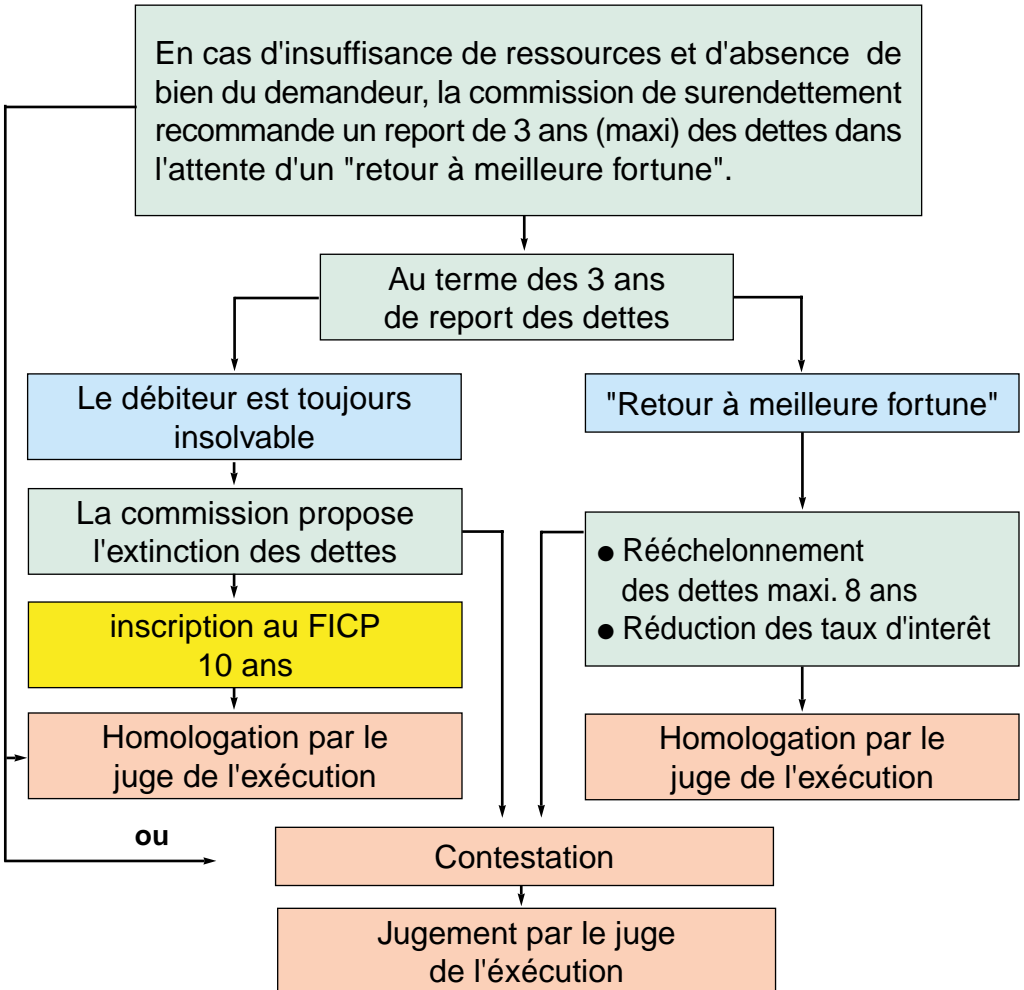 En cas d'insuffisance de ressources et d'absence de
bien du demandeur, la commission de surendettement
recommande un report de 3 ans (maxi) des dettes dans
l'attente d'un "retour à meilleure fortune".
Au terme des 3 ans
de report des dettes
Le débiteur est toujours
insolvable
"Retour à meilleure fortune"
La commission propose
l'extinction des dettes
● Rééchelonnement
des dettes maxi. 8 ans
● Réduction des taux d'interêt
inscription au FICP
10 ans
Homologation par le
juge de l'exécution
Homologation par le
juge de l'exécution
ou
Contestation
Jugement par le juge
de l'éxécution